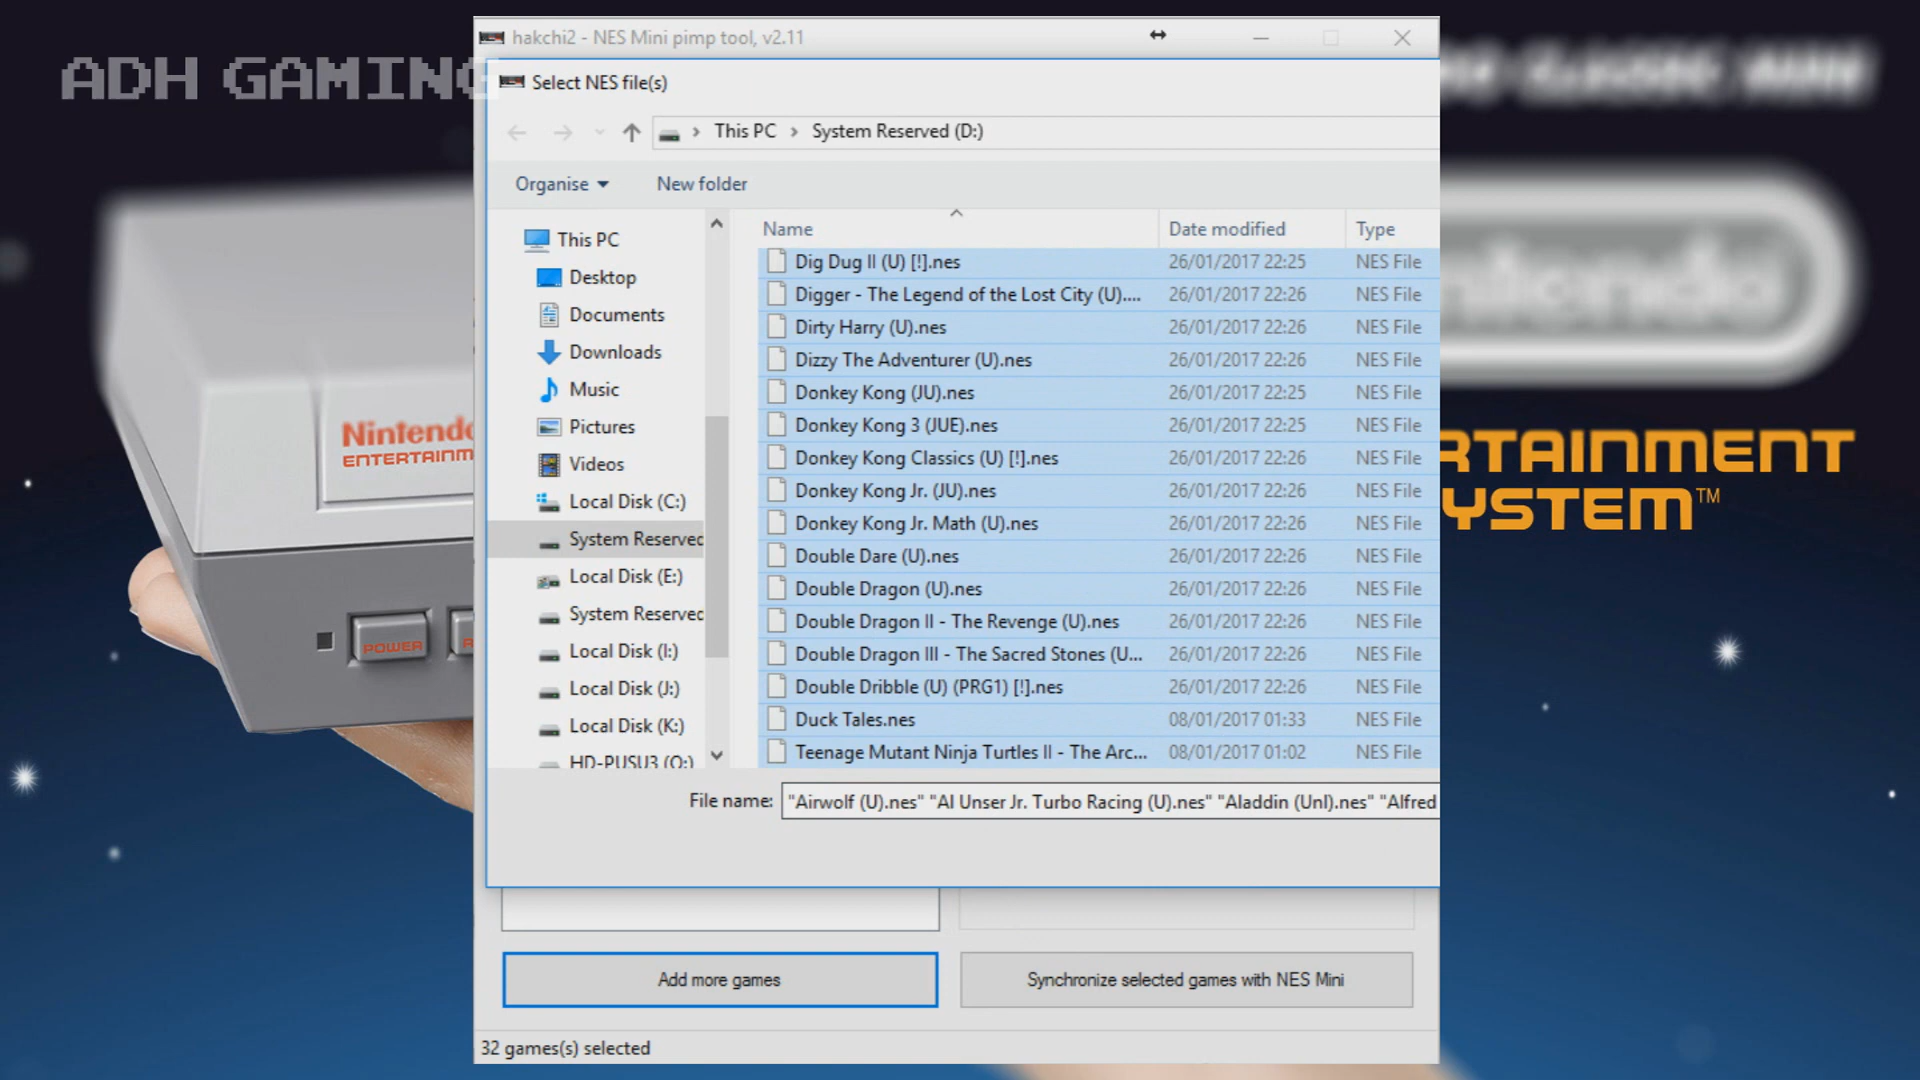 ADH GAMING
hakchi2 - NES Mini pimp tool, v2.11
Select NES file(s)
This PC
System Reserved (D:)
Organise
New folder
Name
Date modified
Type
This PC
Desktop
Documents
Downloads
Music
Pictures
Videos
Local Disk (C:)
System Reserved
Local Disk (E:)
System Reserved
Local Disk (I:)
Local Disk (J:)
Local Disk (K:)
HD-PUSU3 (O:)
Dig Dug II (U) [!].nes 26/01/2017 22:25 NES File
Digger - The Legend of the Lost City (U).... 26/01/2017 22:26 NES File
Dirty Harry (U).nes 26/01/2017 22:26 NES File
Dizzy The Adventurer (U).nes 26/01/2017 22:26 NES File
Donkey Kong (JU).nes 26/01/2017 22:25 NES File
Donkey Kong 3 (JUE).nes 26/01/2017 22:25 NES File
Donkey Kong Classics (U) [!].nes 26/01/2017 22:26 NES File
Donkey Kong Jr. (JU).nes 26/01/2017 22:26 NES File
Donkey Kong Jr. Math (U).nes 26/01/2017 22:26 NES File
Double Dare (U).nes 26/01/2017 22:26 NES File
Double Dragon (U).nes 26/01/2017 22:26 NES File
Double Dragon II - The Revenge (U).nes 26/01/2017 22:26 NES File
Double Dragon III - The Sacred Stones (U... 26/01/2017 22:26 NES File
Double Dribble (U) (PRG1) [!].nes 26/01/2017 22:26 NES File
Duck Tales.nes 08/01/2017 01:33 NES File
Teenage Mutant Ninja Turtles II - The Arc... 08/01/2017 01:02 NES File
File name: "Airwolf (U).nes" "Al Unser Jr. Turbo Racing (U).nes" "Aladdin (Unl).nes" "Alfred
Add more games
Synchronize selected games with NES Mini
32 games(s) selected
Nintendo
ENTERTAINM
POWER
R
CLASSIC MINI
Nintendo
RTAINMENT
YSTEM™